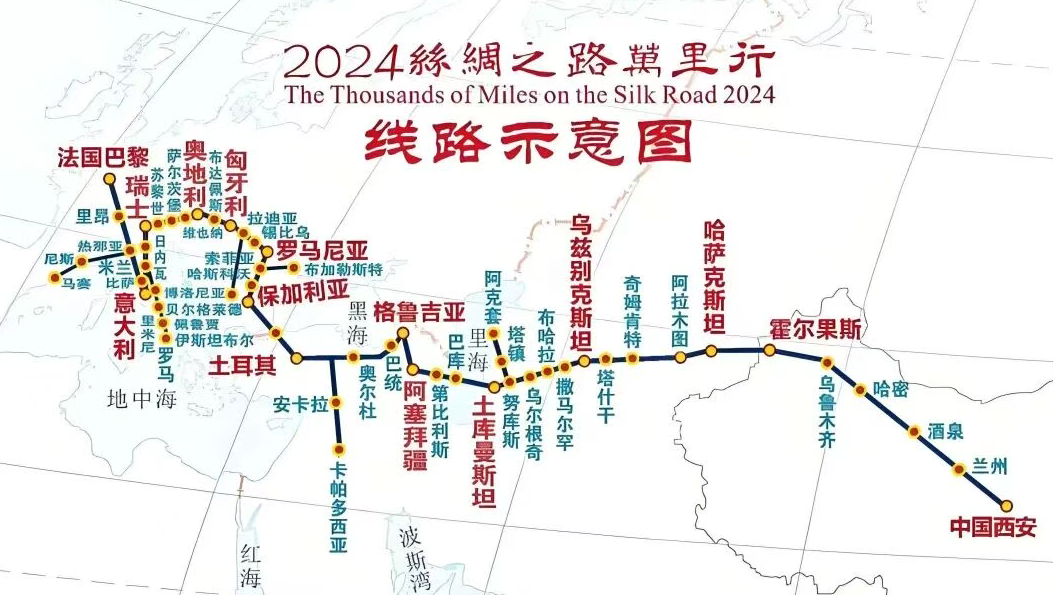 2024絲綢之路萬里行
The Thousands of Miles on the Silk Road 2024
线路示意图
法国巴黎
里昂
热那亚
尼斯
马赛
米兰
比萨
瑞士
苏黎世
日内瓦
萨尔茨堡
奥地利
维也纳
布达佩斯
匈牙利
拉迪亚
锡比乌
罗马尼亚
布加勒斯特
索菲亚
哈斯科沃
保加利亚
博洛尼亚
贝尔格莱德
佩鲁贾
伊斯坦布尔
里米尼
罗马
意大利
地中海
土耳其
安卡拉
卡帕多西亚
黑海
奥尔杜
巴统
格鲁吉亚
阿塞拜疆
第比利斯
巴库
里海
阿克套
塔镇
土库曼斯坦
努库斯
乌尔根奇
布哈拉
撒马尔罕
乌兹别克斯坦
塔什干
奇姆肯特
阿拉木图
哈萨克斯坦
霍尔果斯
乌鲁木齐
哈密
酒泉
兰州
中国西安
红海
波斯湾